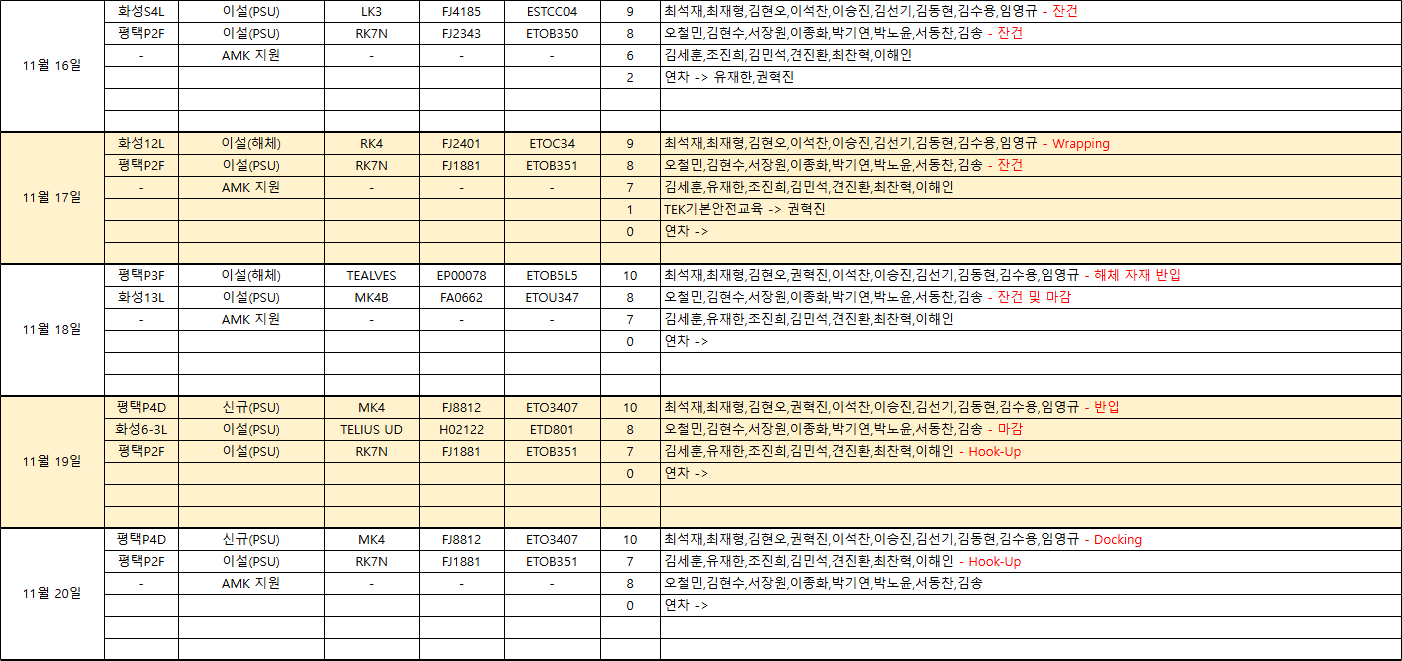 화성S4L 이설(PSU) LK3 FJ4185 ESTCC04 9 최석재,최재형,김현오,이석찬,이승진,김선기,김동현,김수용,임영규 - 잔건
평택P2F 이설(PSU) RK7N FJ2343 ETOB350 8 오철민,김현수,서장원,이종화,박기연,박노윤,서동찬,김송 - 잔건
11월 16일 - AMK 지원 - - - 6 김세훈,조진희,김민석,견진환,최찬혁,이해인
2 연차 -> 유재한,권혁진
화성12L 이설(해체) RK4 FJ2401 ETOC34 9 최석재,최재형,김현오,이석찬,이승진,김선기,김동현,김수용,임영규 - Wrapping
평택P2F 이설(PSU) RK7N FJ1881 ETOB351 8 오철민,김현수,서장원,이종화,박기연,박노윤,서동찬,김송 - 잔건
11월 17일 - AMK 지원 - - - 7 김세훈,유재한,조진희,김민석,견진환,최찬혁,이해인
1 TEK기본안전교육 -> 권혁진
0 연차 ->
평택P3F 이설(해체) TEALVES EP00078 ETOB5L5 10 최석재,최재형,김현오,권혁진,이석찬,이승진,김선기,김동현,김수용,임영규 - 해체 자재 반입
화성13L 이설(PSU) MK4B FA0662 ETOU347 8 오철민,김현수,서장원,이종화,박기연,박노윤,서동찬,김송 - 잔건 및 마감
11월 18일 - AMK 지원 - - - 7 김세훈,유재한,조진희,김민석,견진환,최찬혁,이해인
0 연차 ->
평택P4D 신규(PSU) MK4 FJ8812 ETO3407 10 최석재,최재형,김현오,권혁진,이석찬,이승진,김선기,김동현,김수용,임영규 - 반입
화성6-3L 이설(PSU) TELIUS UD H02122 ETD801 8 오철민,김현수,서장원,이종화,박기연,박노윤,서동찬,김송 - 마감
11월 19일 평택P2F 이설(PSU) RK7N FJ1881 ETOB351 7 김세훈,유재한,조진희,김민석,견진환,최찬혁,이해인 - Hook-Up
0 연차 ->
평택P4D 신규(PSU) MK4 FJ8812 ETO3407 10 최석재,최재형,김현오,권혁진,이석찬,이승진,김선기,김동현,김수용,임영규 - Docking
평택P2F 이설(PSU) RK7N FJ1881 ETOB351 7 김세훈,유재한,조진희,김민석,견진환,최찬혁,이해인 - Hook-Up
11월 20일 - AMK 지원 - - - 8 오철민,김현수,서장원,이종화,박기연,박노윤,서동찬,김송
0 연차 ->